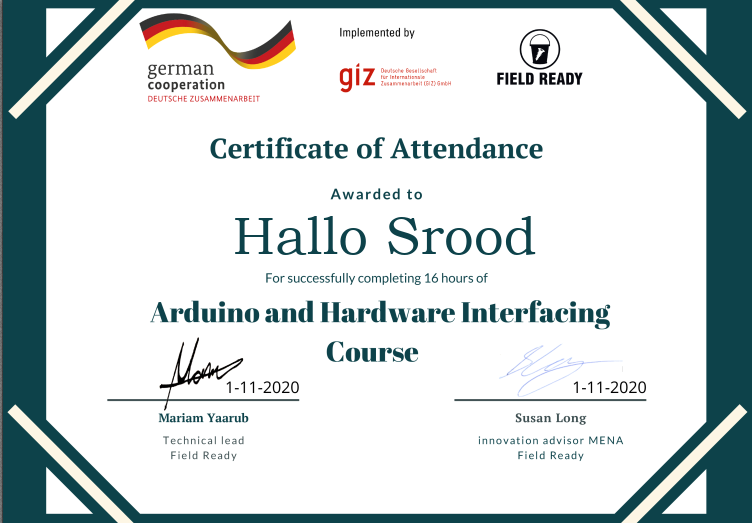 german
cooperation
DEUTSCHE ZUSAMMENARBEIT
Implemented by
giz
Deutsche Gesellschaft
für Internationale
Zusammenarbeit (GIZ) GmbH
FIELD READY
Certificate of Attendance
Awarded to
Hallo Srood
For successfully completing 16 hours of
Arduino and Hardware Interfacing
Course
1-11-2020
Mariam Yaarub
Technical lead
Field Ready
1-11-2020
Susan Long
innovation advisor MENA
Field Ready